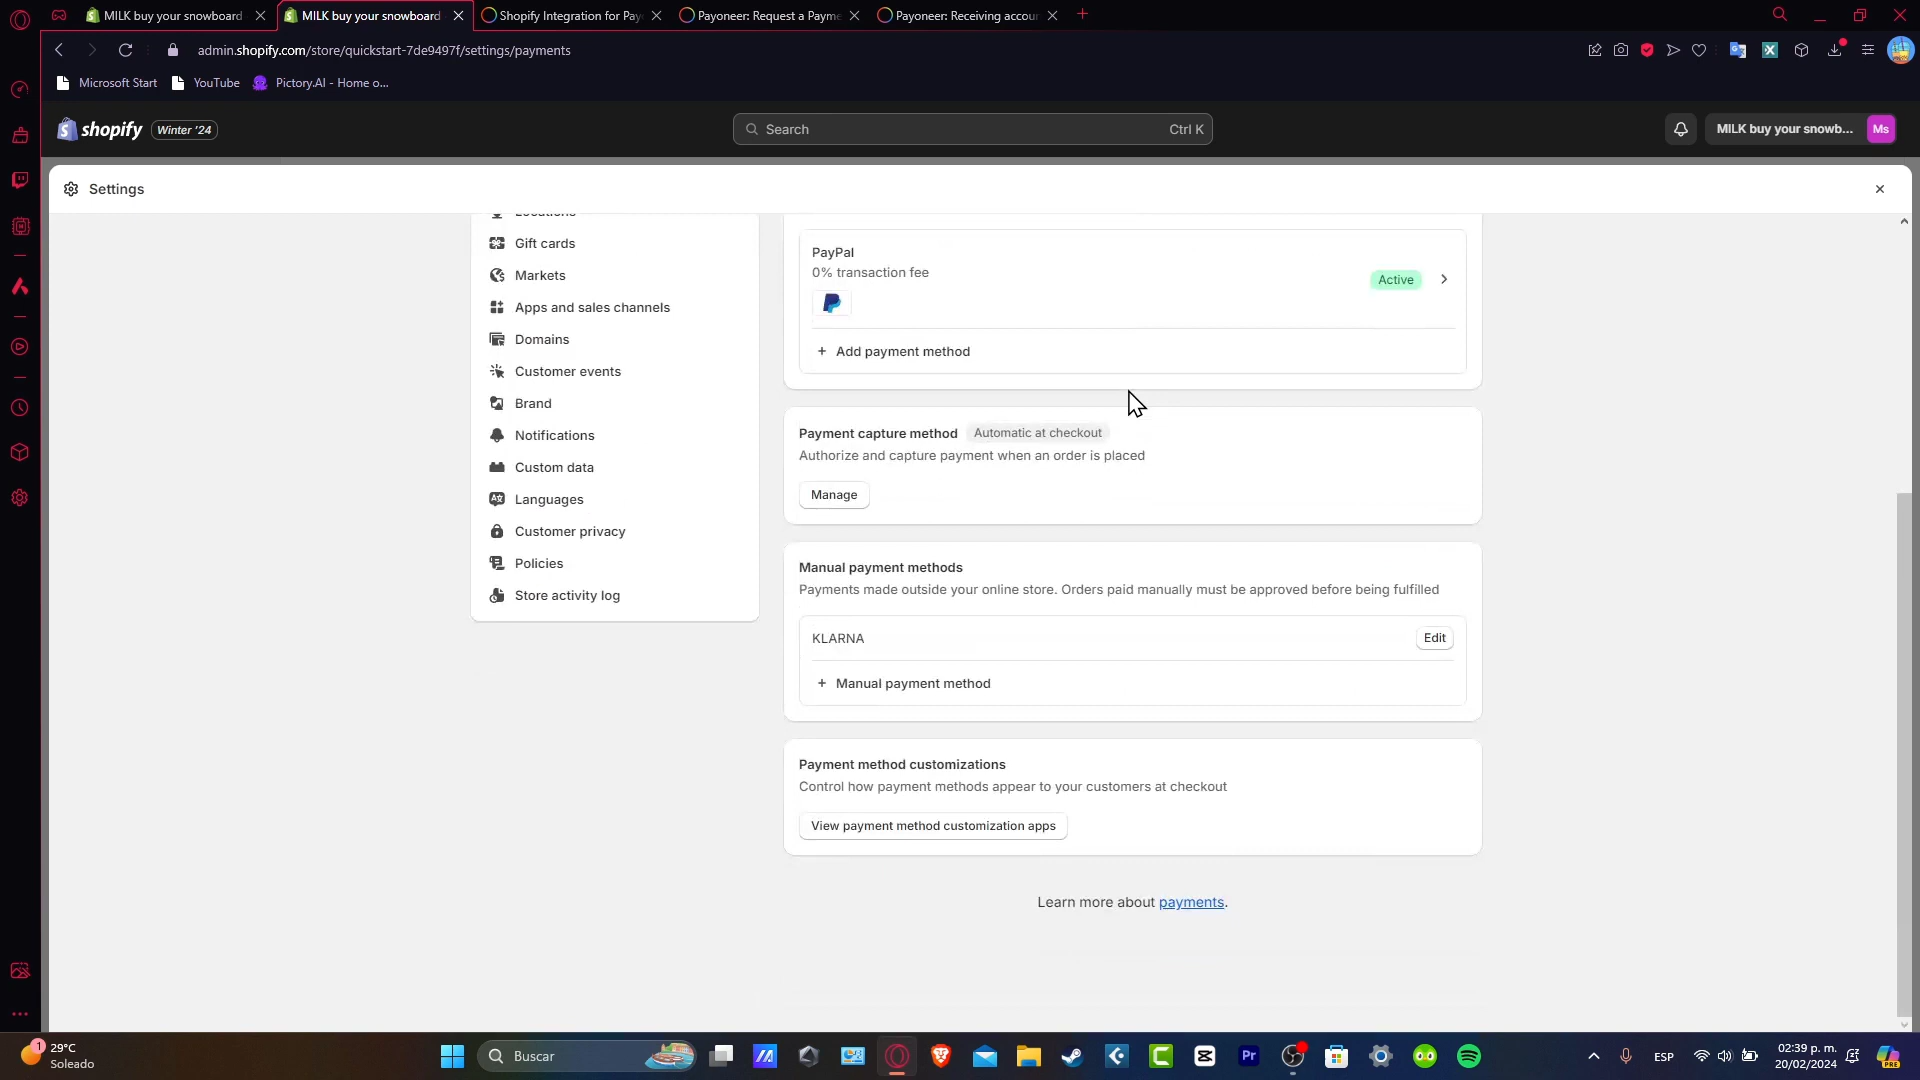 MILK buy your snowboard
MILK buy your snowboard
Shopify Integration for Pay
Payoneer: Request a Payme
Payoneer: Receiving accoun
admin.shopify.com/store/quickstart-7de9497f/settings/payments
Microsoft Start
YouTube
Pictory.AI - Home o...
shopify
Winter '24
Search
Ctrl K
MILK buy your snowb...
Ms
Settings
Locations
Gift cards
Markets
Apps and sales channels
Domains
Customer events
Brand
Notifications
Custom data
Languages
Customer privacy
Policies
Store activity log
PayPal
0% transaction fee
Active
+ Add payment method
Payment capture method
Automatic at checkout
Authorize and capture payment when an order is placed
Manage
Manual payment methods
Payments made outside your online store. Orders paid manually must be approved before being fulfilled
KLARNA
Edit
+ Manual payment method
Payment method customizations
Control how payment methods appear to your customers at checkout
View payment method customization apps
Learn more about payments.
1
29°C
Soleado
Buscar
Pr
ESP
02:39 p. m.
20/02/2024
PRE